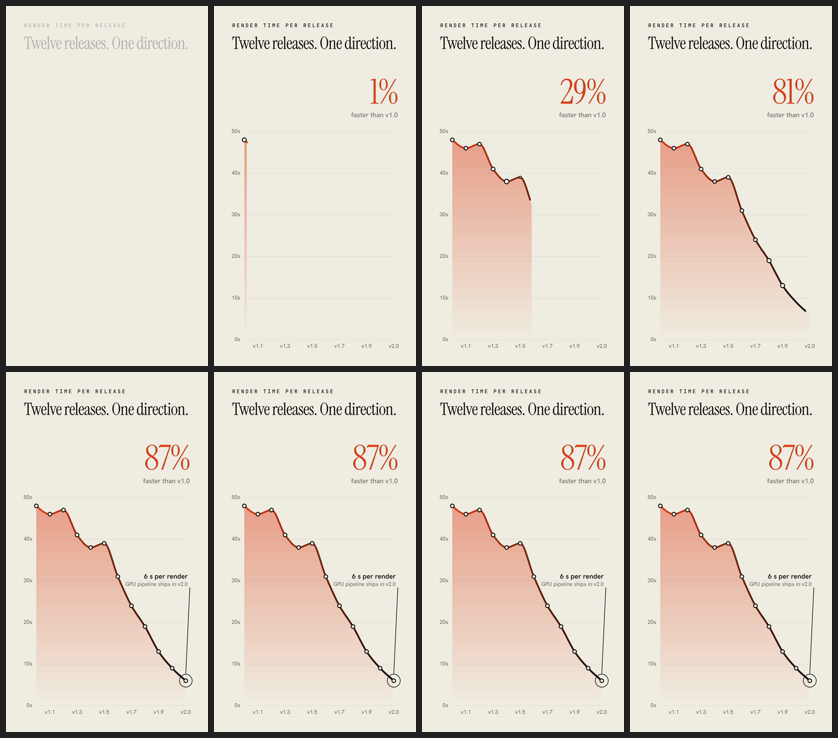 RENDER TIME PER RELEASE
Twelve releases. One direction.
RENDER TIME PER RELEASE
Twelve releases. One direction.
1%
faster than v1.0
50s
40s
30s
20s
10s
0s
v1.1 v1.3 v1.5 v1.7 v1.9 v2.0
RENDER TIME PER RELEASE
Twelve releases. One direction.
29%
faster than v1.0
50s
40s
30s
20s
10s
0s
v1.1 v1.3 v1.5 v1.7 v1.9 v2.0
RENDER TIME PER RELEASE
Twelve releases. One direction.
81%
faster than v1.0
50s
40s
30s
20s
10s
0s
v1.1 v1.3 v1.5 v1.7 v1.9 v2.0
RENDER TIME PER RELEASE
Twelve releases. One direction.
87%
faster than v1.0
50s
40s
6 s per render
30s
GPU pipeline ships in v2.0
20s
10s
0s
v1.1 v1.3 v1.5 v1.7 v1.9 v2.0
RENDER TIME PER RELEASE
Twelve releases. One direction.
87%
faster than v1.0
50s
40s
6 s per render
30s
GPU pipeline ships in v2.0
20s
10s
0s
v1.1 v1.3 v1.5 v1.7 v1.9 v2.0
RENDER TIME PER RELEASE
Twelve releases. One direction.
87%
faster than v1.0
50s
40s
6 s per render
30s
GPU pipeline ships in v2.0
20s
10s
0s
v1.1 v1.3 v1.5 v1.7 v1.9 v2.0
RENDER TIME PER RELEASE
Twelve releases. One direction.
87%
faster than v1.0
50s
40s
6 s per render
30s
GPU pipeline ships in v2.0
20s
10s
0s
v1.1 v1.3 v1.5 v1.7 v1.9 v2.0